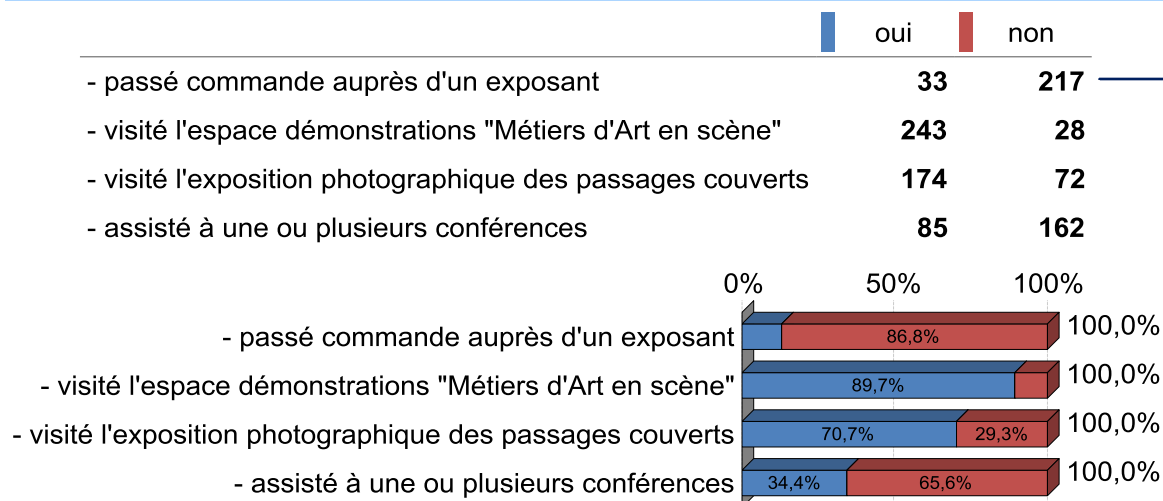 oui non
- passé commande auprès d'un exposant 33 217
- visité l'espace démonstrations "Métiers d'Art en scène" 243 28
- visité l'exposition photographique des passages couverts 174 72
- assisté à une ou plusieurs conférences 85 162
0% 50% 100%
- passé commande auprès d'un exposant 86,8% 100,0%
- visité l'espace démonstrations "Métiers d'Art en scène" 89,7% 100,0%
- visité l'exposition photographique des passages couverts 70,7% 29,3% 100,0%
- assisté à une ou plusieurs conférences 34,4% 65,6% 100,0%